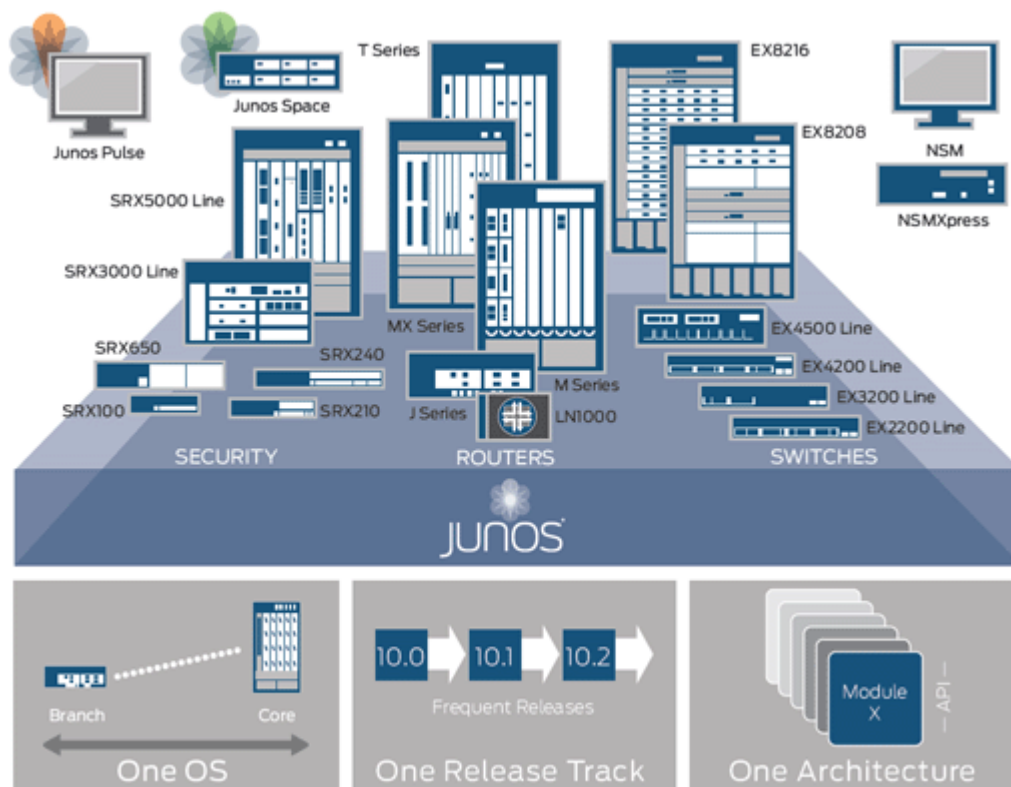 T Series
EX8216
Junos Space
Junos Pulse
EX8208
NSM
SRX5000 Line
NSMXpress
SRX3000 Line
MX Series
EX4500 Line
SRX650
SRX240
EX4200 Line
M Series
SRX100
SRX210
J Series
LN1000
EX3200 Line
EX2200 Line
SECURITY
ROUTERS
SWITCHES
JUNOS
Branch
Core
One OS
10.0
10.1
10.2
Frequent Releases
One Release Track
Module
X
API
One Architecture